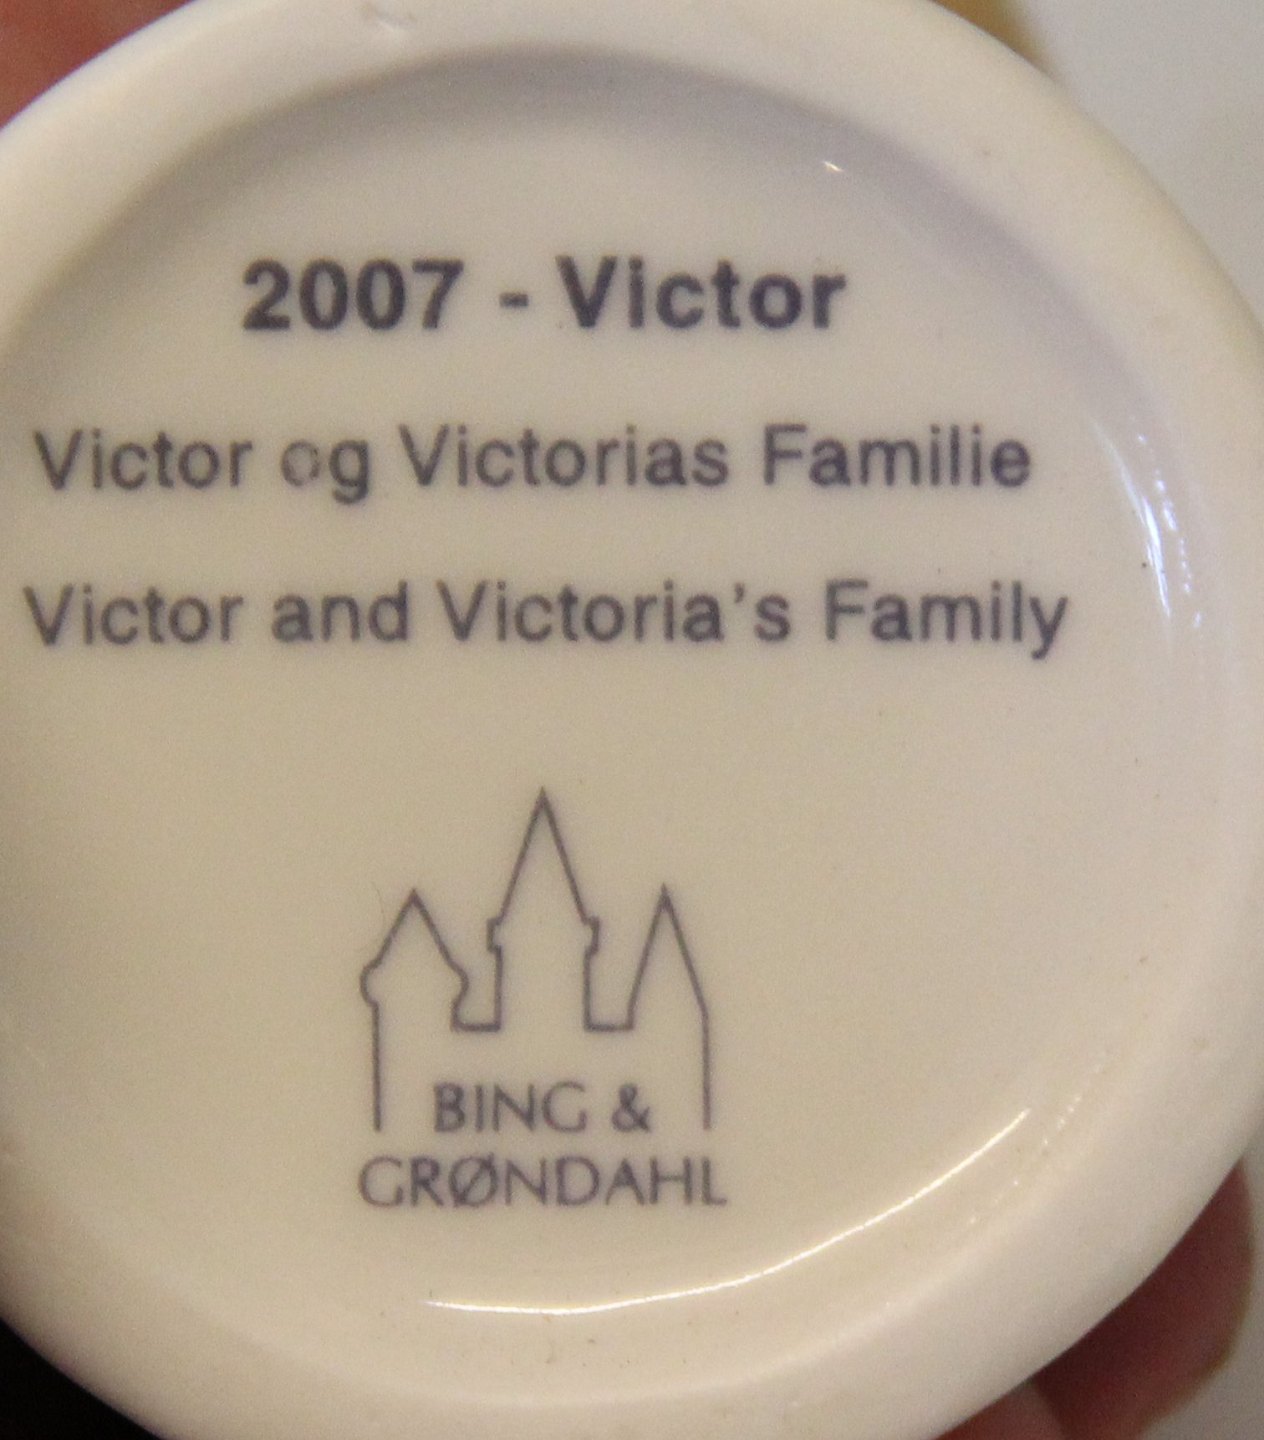 2007 - Victor
Victor og Victorias Familie
Victor and Victoria's Family
BING &
GRØNDAHL